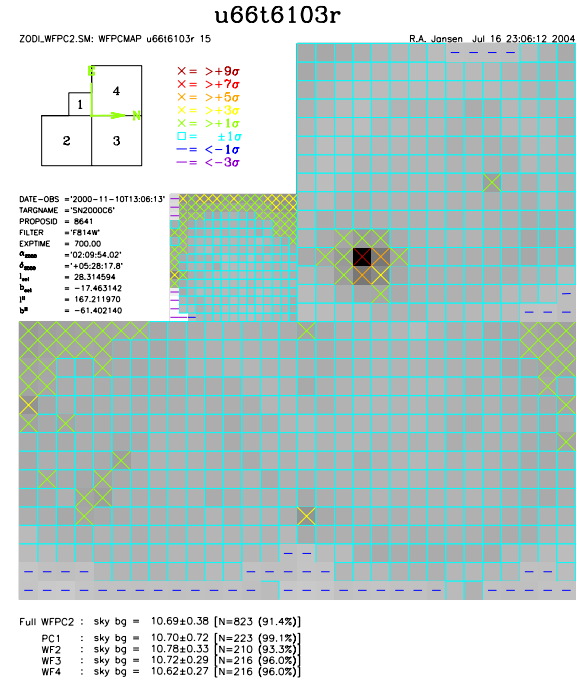 u66t6103r
ZODI_WFPC2.SM: WFPCMAP u66t6103r 15 R.A. Jansen Jul 16 23:06:12 2004
E
4
1
N
2
3
× = >+9σ
× = >+7σ
× = >+5σ
× = >+3σ
× = >+1σ
□ = ±1σ
− = <−1σ
− = <−3σ
DATE-OBS ='2000-11-10T13:06:13'
TARGNAME ='SN2000C6'
PROPOSID = 8641
FILTER ='F814W'
EXPTIME = 700.00
α2000 ='02:09:54.02'
δ2000 ='+05:28:17.8'
l_ecl = 28.314594
b_ecl = −17.463142
l^II = 167.211970
b^II = −61.402140
Full WFPC2 : sky bg = 10.69±0.38 [N=823 (91.4%)]
PC1 : sky bg = 10.70±0.72 [N=223 (99.1%)]
WF2 : sky bg = 10.78±0.33 [N=210 (93.3%)]
WF3 : sky bg = 10.72±0.29 [N=216 (96.0%)]
WF4 : sky bg = 10.62±0.27 [N=216 (96.0%)]